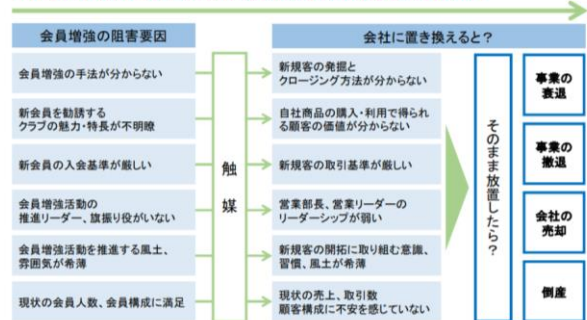 会員増強の阻害要因
会社に置き換えると？
会員増強の手法が分からない
新会員を勧誘する
クラブの魅力・特長が不明瞭
新会員の入会基準が厳しい
会員増強活動の
推進リーダー、旗振り役がいない
会員増強活動を推進する風土、
雰囲気が希薄
現状の会員人数、会員構成に満足
触媒
新規客の発掘と
クロージング方法が分からない
自社商品の購入・利用で得られ
る顧客の価値が分からない
新規客の取引基準が厳しい
営業部長、営業リーダーの
リーダーシップが弱い
新規客の開拓に取り組む意識、
習慣、風土が希薄
現状の売上、取引数
顧客構成に不安を感じていない
そのまま放置したら？
事業の
衰退
事業の
撤退
会社の
売却
倒産